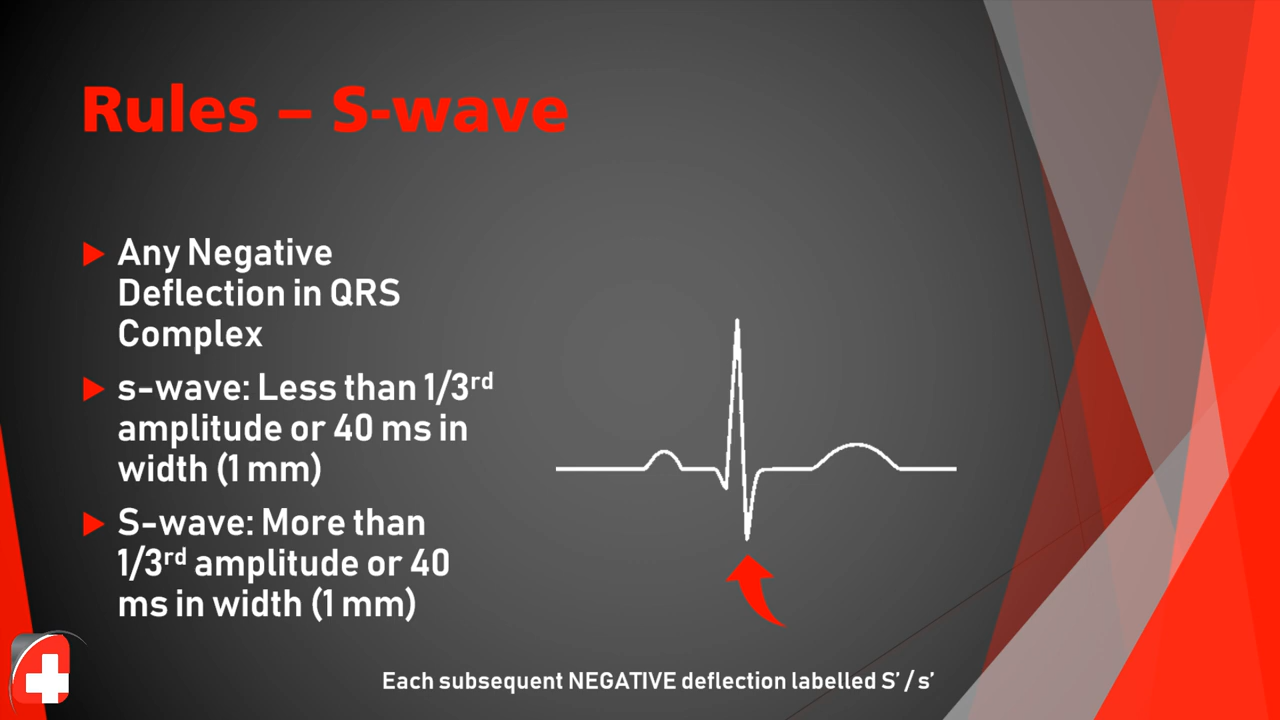 Rules – S-wave
Any Negative
Deflection in QRS
Complex
s-wave: Less than 1/3rd
amplitude or 40 ms in
width (1 mm)
S-wave: More than
1/3rd amplitude or 40
ms in width (1 mm)
Each subsequent NEGATIVE deflection labelled S’ / s’